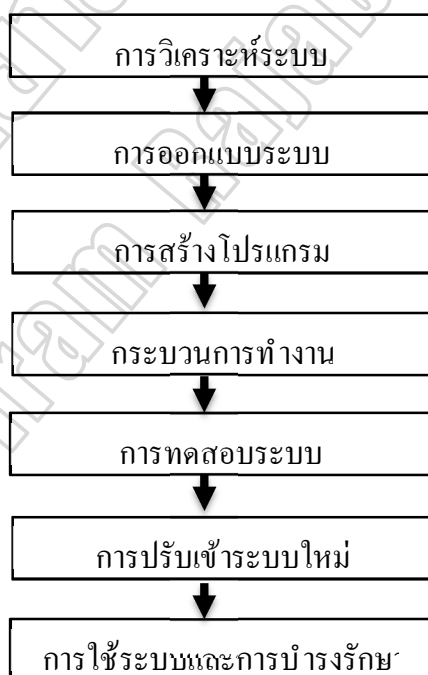 การวิเคราะห์ระบบ
การออกแบบระบบ
การสร้างโปรแกรม
กระบวนการทำงาน
การทดสอบระบบ
การปรับเข้าระบบใหม่
การใช้ระบบและการบำรุงรักษา